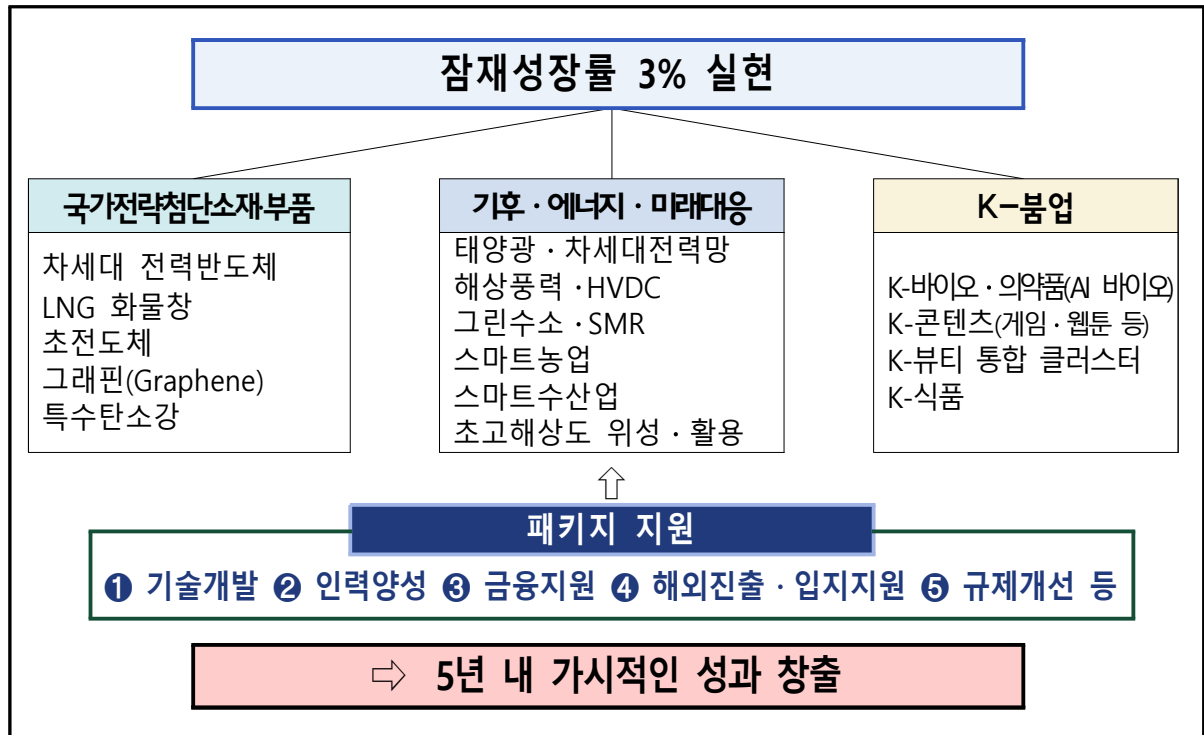 잠재성장률 3% 실현
국가전략첨단소재·부품
차세대 전력반도체
LNG 화물창
초전도체
그래핀(Graphene)
특수탄소강
기후 · 에너지 · 미래대응
태양광 · 차세대전력망
해상풍력 · HVDC
그린수소 · SMR
스마트농업
스마트수산업
초고해상도 위성 · 활용
K-붐업
K-바이오 · 의약품(AI 바이오)
K-콘텐츠(게임 · 웹툰 등)
K-뷰티 통합 클러스터
K-식품
⇧
패키지 지원
❶ 기술개발 ❷ 인력양성 ❸ 금융지원 ❹ 해외진출 · 입지지원 ❺ 규제개선 등
⇨ 5년 내 가시적인 성과 창출